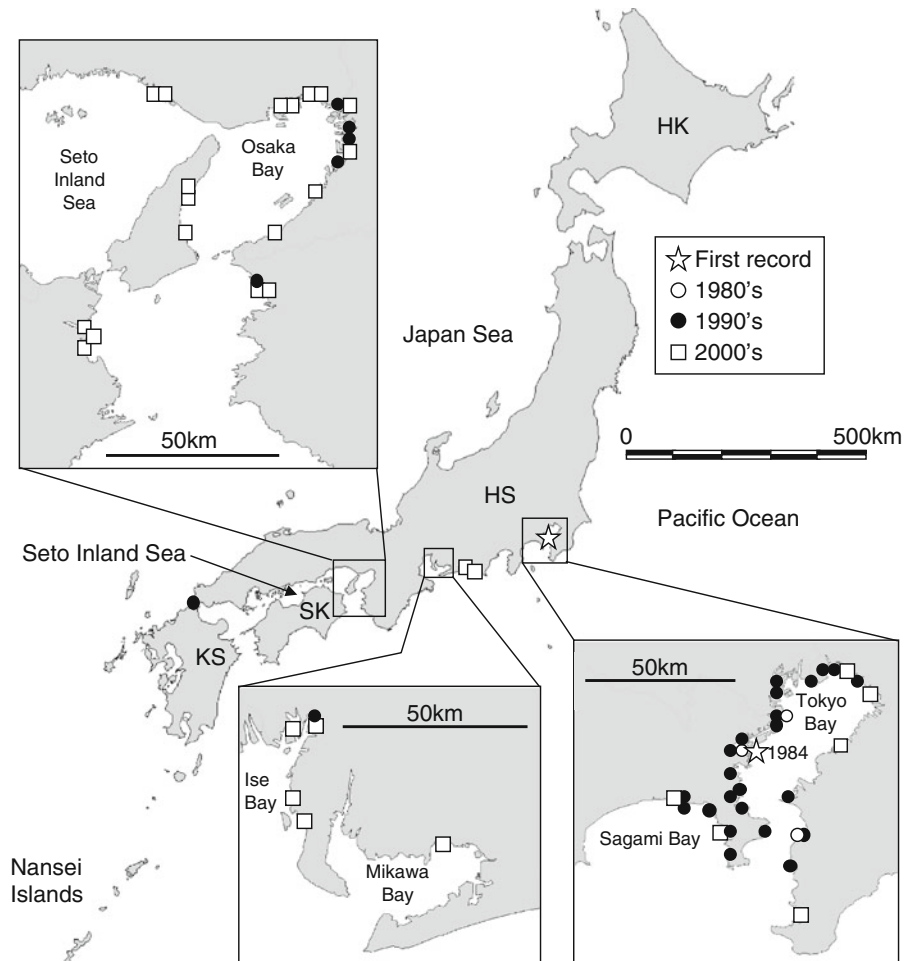 HK
Osaka
Bay
Seto
Inland
Sea
First record
1980's
1990's
2000's
Japan Sea
50km
0
500km
HS
Pacific Ocean
Seto Inland Sea
SK
KS
50km
Tokyo
Bay
1984
Sagami Bay
50km
Ise
Bay
Mikawa
Bay
Nansei
Islands